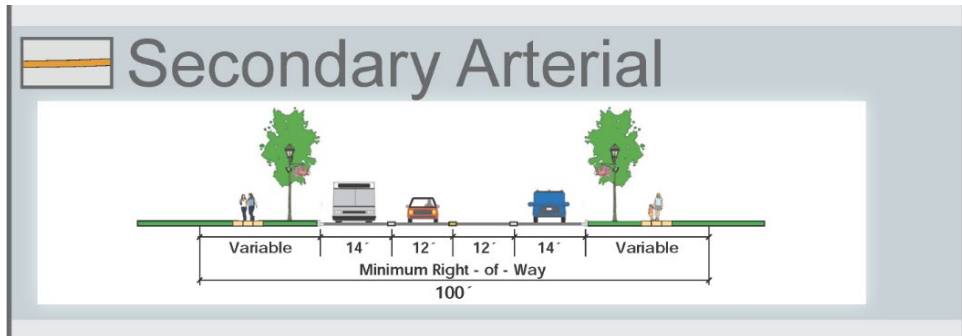 Secondary Arterial
Variable 14´ 12´ 12´ 14´ Variable
Minimum Right - of - Way
100´